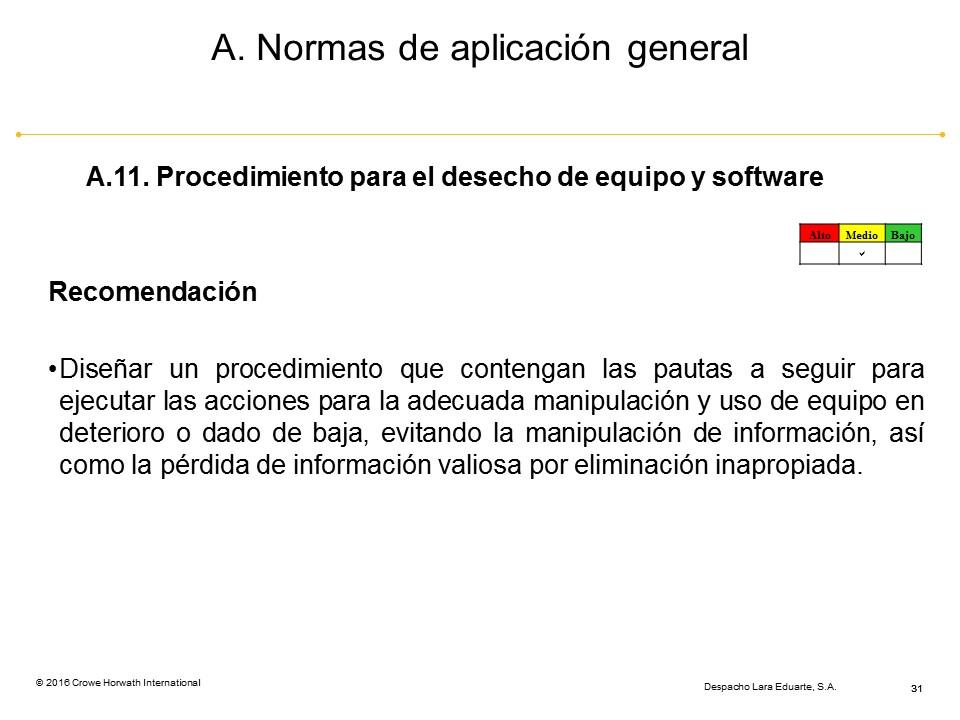 A. Normas de aplicación general
A.11. Procedimiento para el desecho de equipo y software
Alto Medio Bajo
✓
Recomendación
•Diseñar un procedimiento que contengan las pautas a seguir para
ejecutar las acciones para la adecuada manipulación y uso de equipo en
deterioro o dado de baja, evitando la manipulación de información, así
como la pérdida de información valiosa por eliminación inapropiada.
© 2016 Crowe Horwath International
Despacho Lara Eduarte, S.A.
31